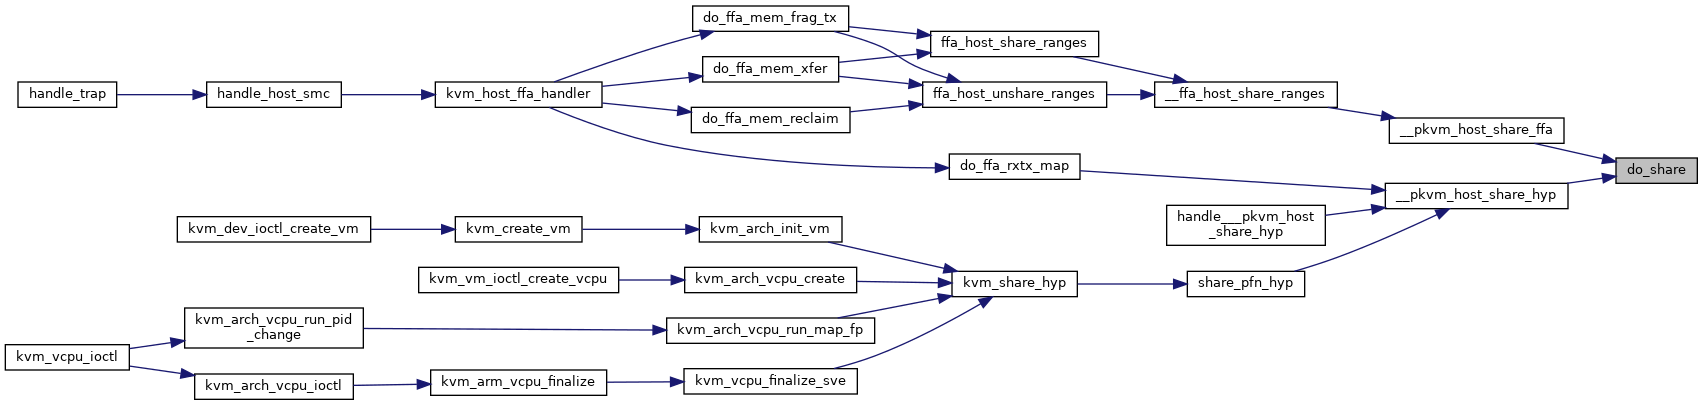 do_ffa_mem_frag_tx
ffa_host_share_ranges
do_ffa_mem_xfer
handle_trap
handle_host_smc
kvm_host_ffa_handler
ffa_host_unshare_ranges
__ffa_host_share_ranges
do_ffa_mem_reclaim
__pkvm_host_share_ffa
do_ffa_rxtx_map
do_share
__pkvm_host_share_hyp
handle___pkvm_host
_share_hyp
kvm_dev_ioctl_create_vm
kvm_create_vm
kvm_arch_init_vm
kvm_vm_ioctl_create_vcpu
kvm_arch_vcpu_create
kvm_share_hyp
share_pfn_hyp
kvm_arch_vcpu_run_pid
_change
kvm_arch_vcpu_run_map_fp
kvm_vcpu_ioctl
kvm_arch_vcpu_ioctl
kvm_arm_vcpu_finalize
kvm_vcpu_finalize_sve